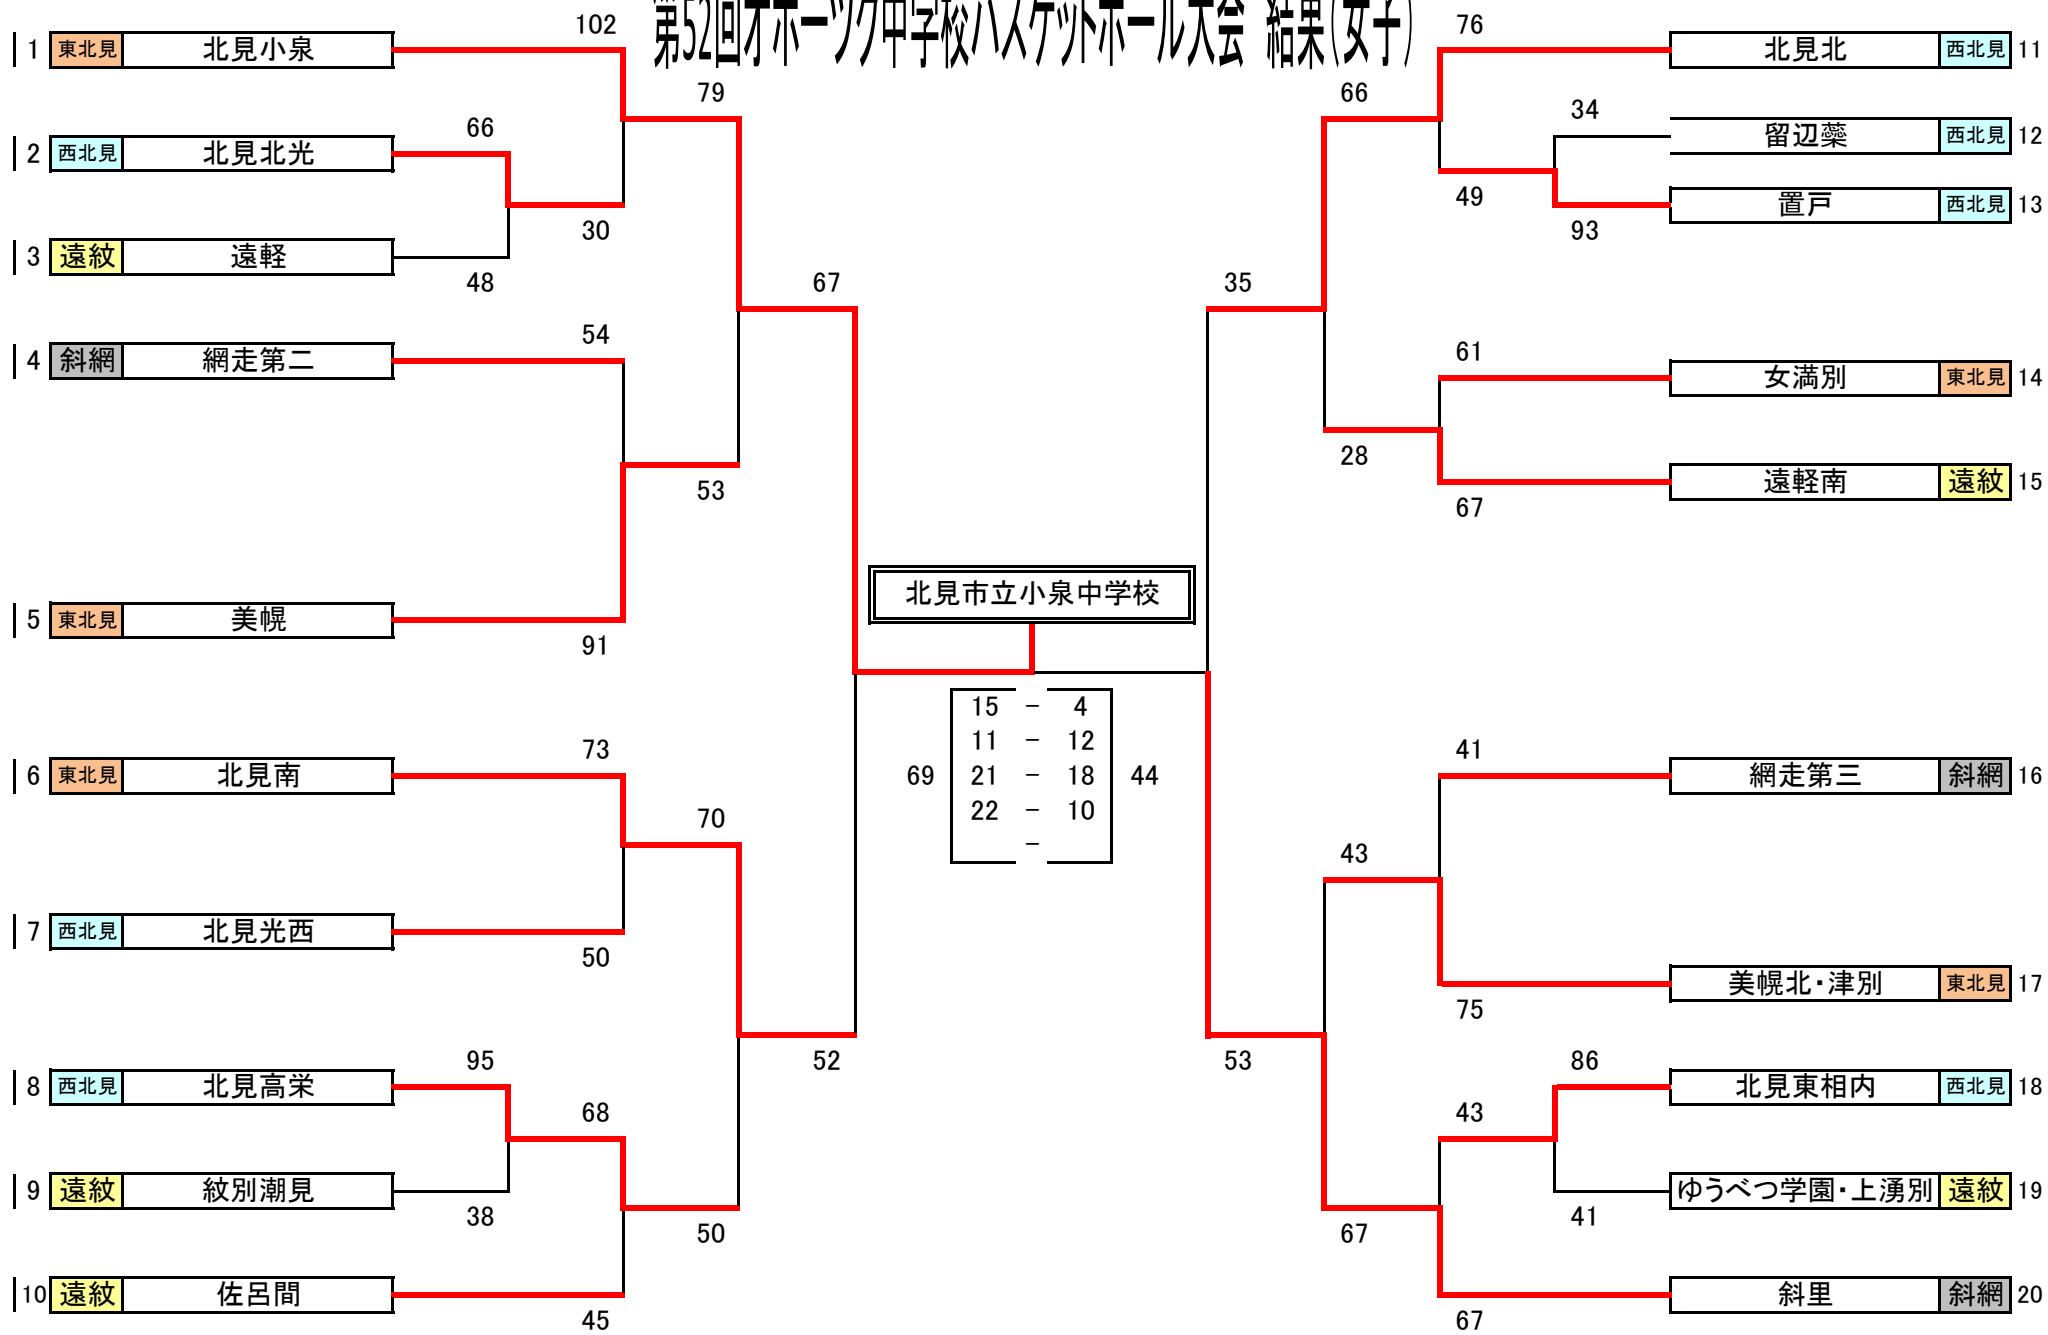 第52回オホーツク中学校バスケットボール大会 結果(女子)
1 東北見 北見小泉 102
2 西北見 北見北光 66
3 遠紋 遠軽 48
30
79
4 斜網 網走第二 54
5 東北見 美幌 91
53
67
6 東北見 北見南 73
7 西北見 北見光西 50
70
8 西北見 北見高栄 95
9 遠紋 紋別潮見 38
68
10 遠紋 佐呂間 45
50
52
北見市立小泉中学校
15 - 4
11 - 12
69 21 - 18 44
22 - 10
-
76 北見北 西北見 11
34 留辺蘂 西北見 12
93 置戸 西北見 13
49
66
61 女満別 東北見 14
67 遠軽南 遠紋 15
28
35
41 網走第三 斜網 16
75 美幌北・津別 東北見 17
43
86 北見東相内 西北見 18
41 ゆうべつ学園・上湧別 遠紋 19
43
67 斜里 斜網 20
67
53